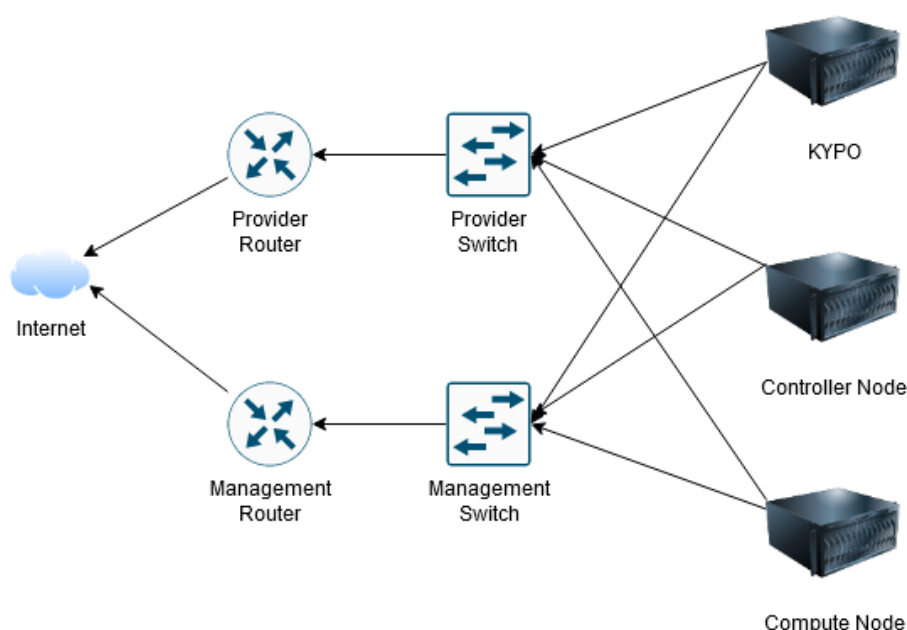 KYPO
Provider
Router
Provider
Switch
Internet
Controller Node
Management
Router
Management
Switch
Compute Node